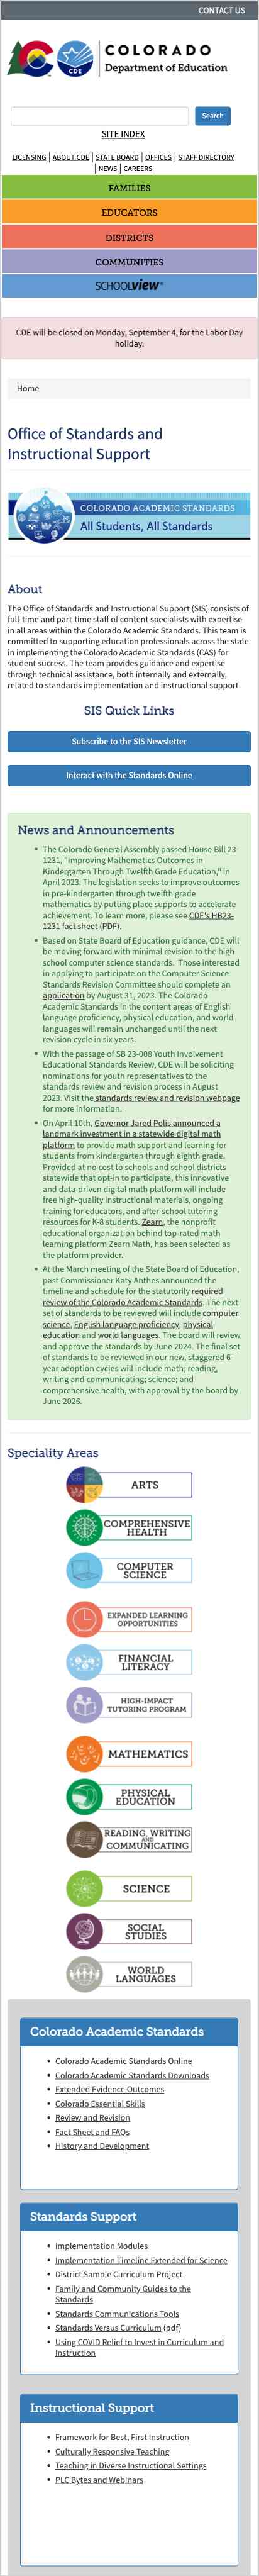 CONTACT US
COLORADO
Department of Education
CDE
Search
SITE INDEX
LICENSING | ABOUT CDE | STATE BOARD | OFFICES | STAFF DIRECTORY
| NEWS | CAREERS
FAMILIES
EDUCATORS
DISTRICTS
COMMUNITIES
SCHOOLVIEW®
CDE will be closed on Monday, September 4, for the Labor Day
holiday.
Home
Office of Standards and
Instructional Support
COLORADO ACADEMIC STANDARDS
All Students, All Standards
About
The Office of Standards and Instructional Support (SIS) consists of
full-time and part-time staff of content specialists with expertise
in all areas within the Colorado Academic Standards. This team is
committed to supporting education professionals across the state
in implementing the Colorado Academic Standards (CAS) for
student success. The team provides guidance and expertise
through technical assistance, both internally and externally,
related to standards implementation and instructional support.
SIS Quick Links
Subscribe to the SIS Newsletter
Interact with the Standards Online
News and Announcements
• The Colorado General Assembly passed House Bill 23-
1231, "Improving Mathematics Outcomes in
Kindergarten Through Twelfth Grade Education," in
April 2023. The legislation seeks to improve outcomes
in pre-kindergarten through twelfth grade
mathematics by putting place supports to accelerate
achievement. To learn more, please see CDE's HB23-
1231 fact sheet (PDF).
• Based on State Board of Education guidance, CDE will
be moving forward with minimal revision to the high
school computer science standards. Those interested
in applying to participate on the Computer Science
Standards Revision Committee should complete an
application by August 31, 2023. The Colorado
Academic Standards in the content areas of English
language proficiency, physical education, and world
languages will remain unchanged until the next
revision cycle in six years.
• With the passage of SB 23-008 Youth Involvement
Educational Standards Review, CDE will be soliciting
nominations for youth representatives to the
standards review and revision process in August
2023. Visit the standards review and revision webpage
for more information.
• On April 10th, Governor Jared Polis announced a
landmark investment in a statewide digital math
platform to provide math support and learning for
students from kindergarten through eighth grade.
Provided at no cost to schools and school districts
statewide that opt-in to participate, this innovative
and data-driven digital math platform will include
free high-quality instructional materials, ongoing
training for educators, and after-school tutoring
resources for K-8 students. Zearn, the nonprofit
educational organization behind top-rated math
learning platform Zearn Math, has been selected as
the platform provider.
• At the March meeting of the State Board of Education,
past Commissioner Katy Anthes announced the
timeline and schedule for the statutorily required
review of the Colorado Academic Standards. The next
set of standards to be reviewed will include computer
science, English language proficiency, physical
education and world languages. The board will review
and approve the standards by June 2024. The final set
of standards to be reviewed in our new, staggered 6-
year adoption cycles will include math; reading,
writing and communicating; science; and
comprehensive health, with approval by the board by
June 2026.
Speciality Areas
ARTS
COMPREHENSIVE
HEALTH
COMPUTER
SCIENCE
EXPANDED LEARNING
OPPORTUNITIES
FINANCIAL
LITERACY
HIGH-IMPACT
TUTORING PROGRAM
MATHEMATICS
PHYSICAL
EDUCATION
READING, WRITING
AND
COMMUNICATING
SCIENCE
SOCIAL
STUDIES
WORLD
LANGUAGES
Colorado Academic Standards
• Colorado Academic Standards Online
• Colorado Academic Standards Downloads
• Extended Evidence Outcomes
• Colorado Essential Skills
• Review and Revision
• Fact Sheet and FAQs
• History and Development
Standards Support
• Implementation Modules
• Implementation Timeline Extended for Science
• District Sample Curriculum Project
• Family and Community Guides to the
Standards
• Standards Communications Tools
• Standards Versus Curriculum (pdf)
• Using COVID Relief to Invest in Curriculum and
Instruction
Instructional Support
• Framework for Best, First Instruction
• Culturally Responsive Teaching
• Teaching in Diverse Instructional Settings
• PLC Bytes and Webinars